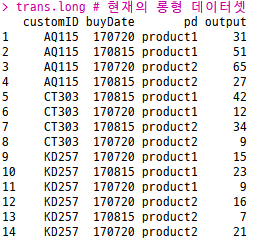 > trans.long # 현재의 롱형 데이터셋
customID buyDate pd output
1 AQ115 170720 product1 31
2 AQ115 170815 product1 51
3 AQ115 170720 product2 65
4 AQ115 170815 product2 27
5 CT303 170815 product1 42
6 CT303 170720 product1 12
7 CT303 170815 product2 34
8 CT303 170720 product2 9
9 KD257 170720 product1 15
10 KD257 170815 product1 23
11 KD257 170720 product1 9
12 KD257 170720 product2 16
13 KD257 170815 product2 7
14 KD257 170720 product2 21